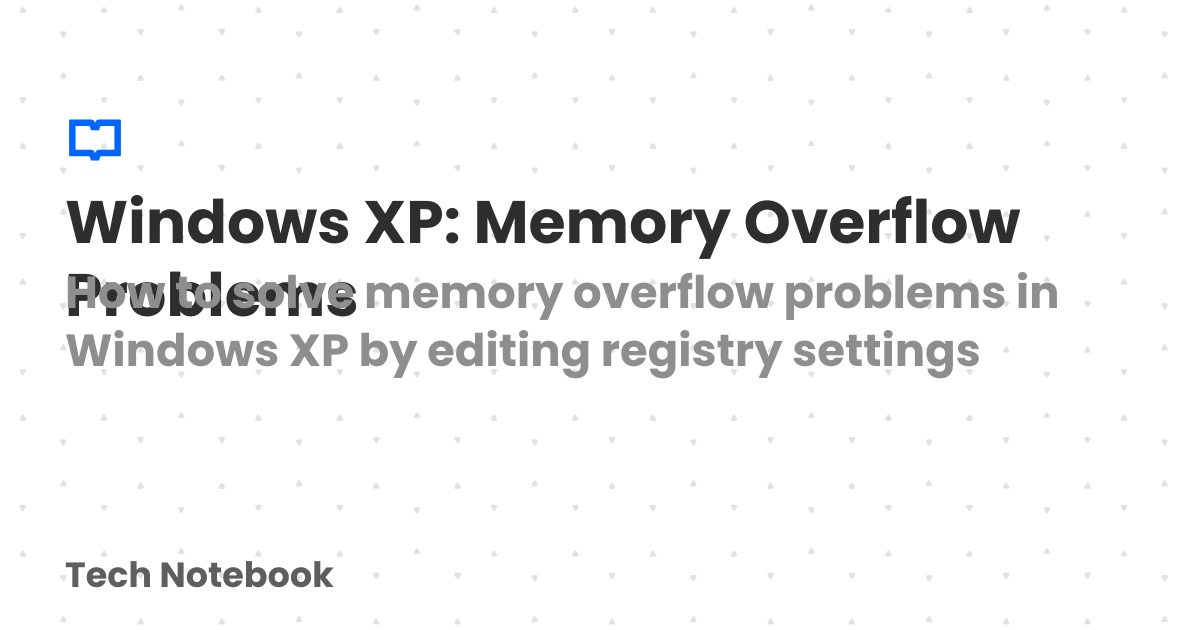 Windows XP: Memory Overflow
Problems
How to solve memory overflow problems in
Windows XP by editing registry settings
Tech Notebook